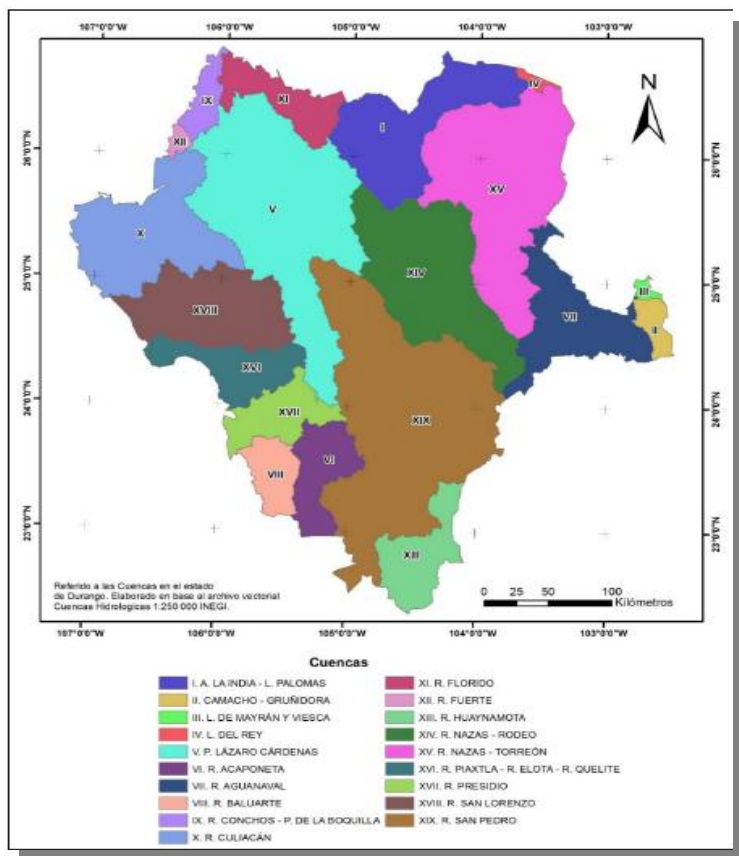 107°0'0"W 106°0'0"W 105°0'0"W 104°0'0"W 103°0'0"W
N
IX
XI
I
IV
XII
26°0'0"N
26°0'0"N
XV
V
X
25°0'0"N
25°0'0"N
XIV
III
XVIII
VII
II
XVI
24°0'0"N
24°0'0"N
XVII
XIX
VI
VIII
23°0'0"N
23°0'0"N
XIII
Referido a las Cuencas en el estado
de Durango. Elaborado en base al archivo vectorial
Cuencas Hidrologicas 1:250 000 INEGI.
0 25 50 100
Kilómetros
107°0'0"W 106°0'0"W 105°0'0"W 104°0'0"W 103°0'0"W
Cuencas
I. A. LA INDIA - L. PALOMAS
II. CAMACHO - GRUÑIDORA
III. L. DE MAYRÁN Y VIESCA
IV. L. DEL REY
V. P. LÁZARO CÁRDENAS
VI. R. ACAPONETA
VII. R. AGUANAVAL
VIII. R. BALUARTE
IX. R. CONCHOS - P. DE LA BOQUILLA
X. R. CULIACÁN
XI. R. FLORIDO
XII. R. FUERTE
XIII. R. HUAYNAMOTA
XIV. R. NAZAS - RODEO
XV. R. NAZAS - TORREÓN
XVI. R. PIAXTLA - R. ELOTA - R. QUELITE
XVII. R. PRESIDIO
XVIII. R. SAN LORENZO
XIX. R. SAN PEDRO